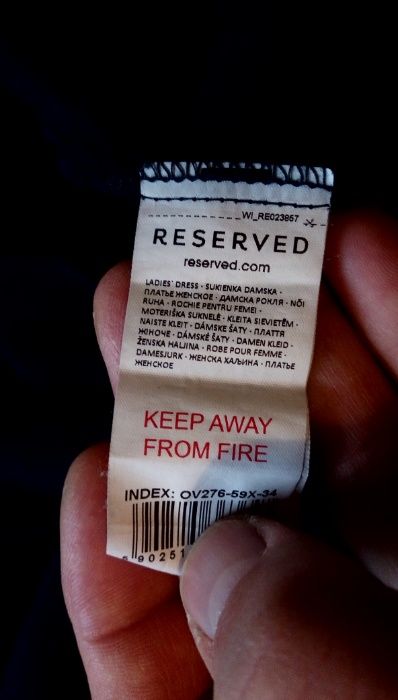 WI_RE023857
RESERVED
reserved.com
LADIES' DRESS · SUKIENKA DAMSKA ·
ПЛАТЬЕ ЖЕНСКОЕ · ДАМСКА РОКЛЯ · NŐI
RUHA · ROCHIE PENTRU FEMEI ·
MOTERIŠKA SUKNELĖ · KLEITA SIEVIETĒM ·
NAISTE KLEIT · DÁMSKE ŠATY · ПЛАТТЯ
ЖІНОЧЕ · DÁMSKÉ ŠATY · DAMEN KLEID ·
ŽENSKA HALJINA · ROBE POUR FEMME ·
DAMESJURK · ЖЕНСКА ХАЉИНА · ПЛАТЬЕ
ЖЕНСКОЕ
KEEP AWAY
FROM FIRE
INDEX: OV276-59X-34
90251